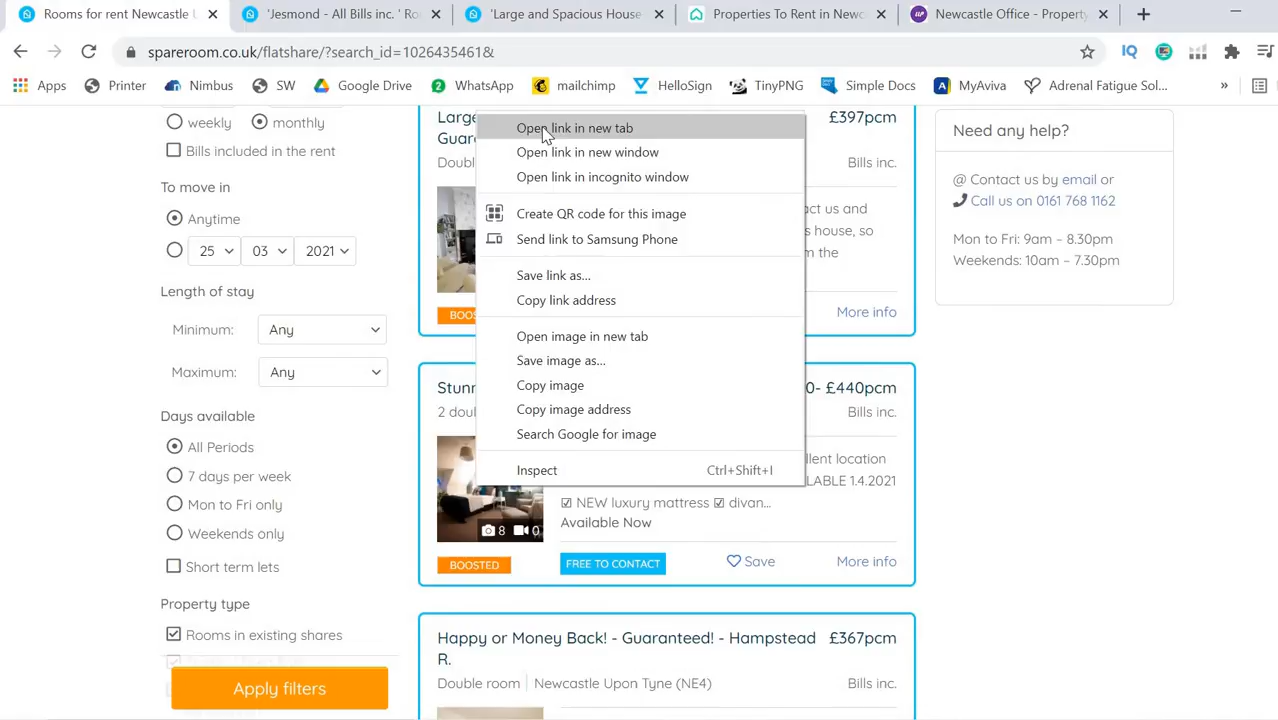 Rooms for rent Newcastle U
'Jesmond - All Bills inc. ' Roo
'Large and Spacious House
Properties To Rent in Newc
Newcastle Office - Property
spareroom.co.uk/flatshare/?search_id=1026435461&
Apps
Printer
Nimbus
SW
Google Drive
WhatsApp
mailchimp
HelloSign
TinyPNG
Simple Docs
MyAviva
Adrenal Fatigue Sol...
»
weekly
monthly
Bills included in the rent
To move in
Anytime
25
03
2021
Length of stay
Minimum:
Any
Maximum:
Any
Days available
All Periods
7 days per week
Mon to Fri only
Weekends only
Short term lets
Property type
Rooms in existing shares
Apply filters
Large
£397pcm
Guara
Doubl
Bills inc.
act us and
s house, so
m the
BOOS
More info
Open link in new tab
Open link in new window
Open link in incognito window
Create QR code for this image
Send link to Samsung Phone
Save link as...
Copy link address
Open image in new tab
Save image as...
Copy image
Copy image address
Search Google for image
Inspect
Ctrl+Shift+I
Stunn
0- £440pcm
2 doub
Bills inc.
llent location
LABLE 1.4.2021
☑ NEW luxury mattress ☑ divan...
Available Now
8
0
BOOSTED
FREE TO CONTACT
Save
More info
Happy or Money Back! - Guaranteed! - Hampstead
£367pcm
R.
Double room
Newcastle Upon Tyne (NE4)
Bills inc.
Need any help?
@ Contact us by email or
Call us on 0161 768 1162
Mon to Fri: 9am – 8.30pm
Weekends: 10am – 7.30pm